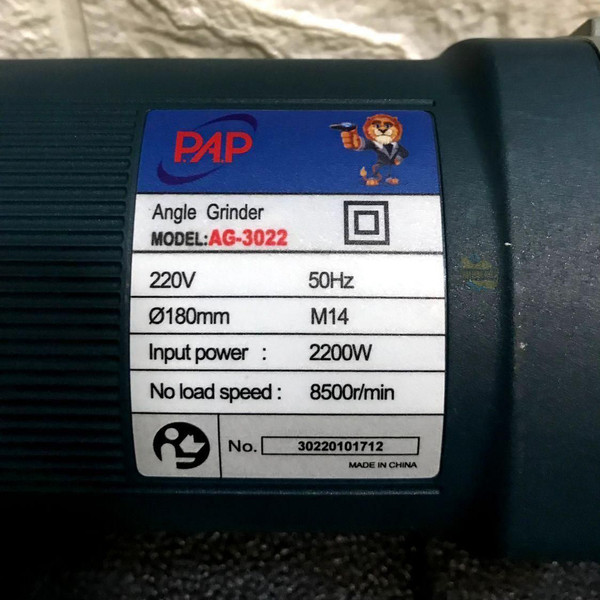 P.A.P
Angle Grinder
MODEL:AG-3022
220V 50Hz
Ø180mm M14
Input power : 2200W
No load speed : 8500r/min
No. 30220101712
MADE IN CHINA